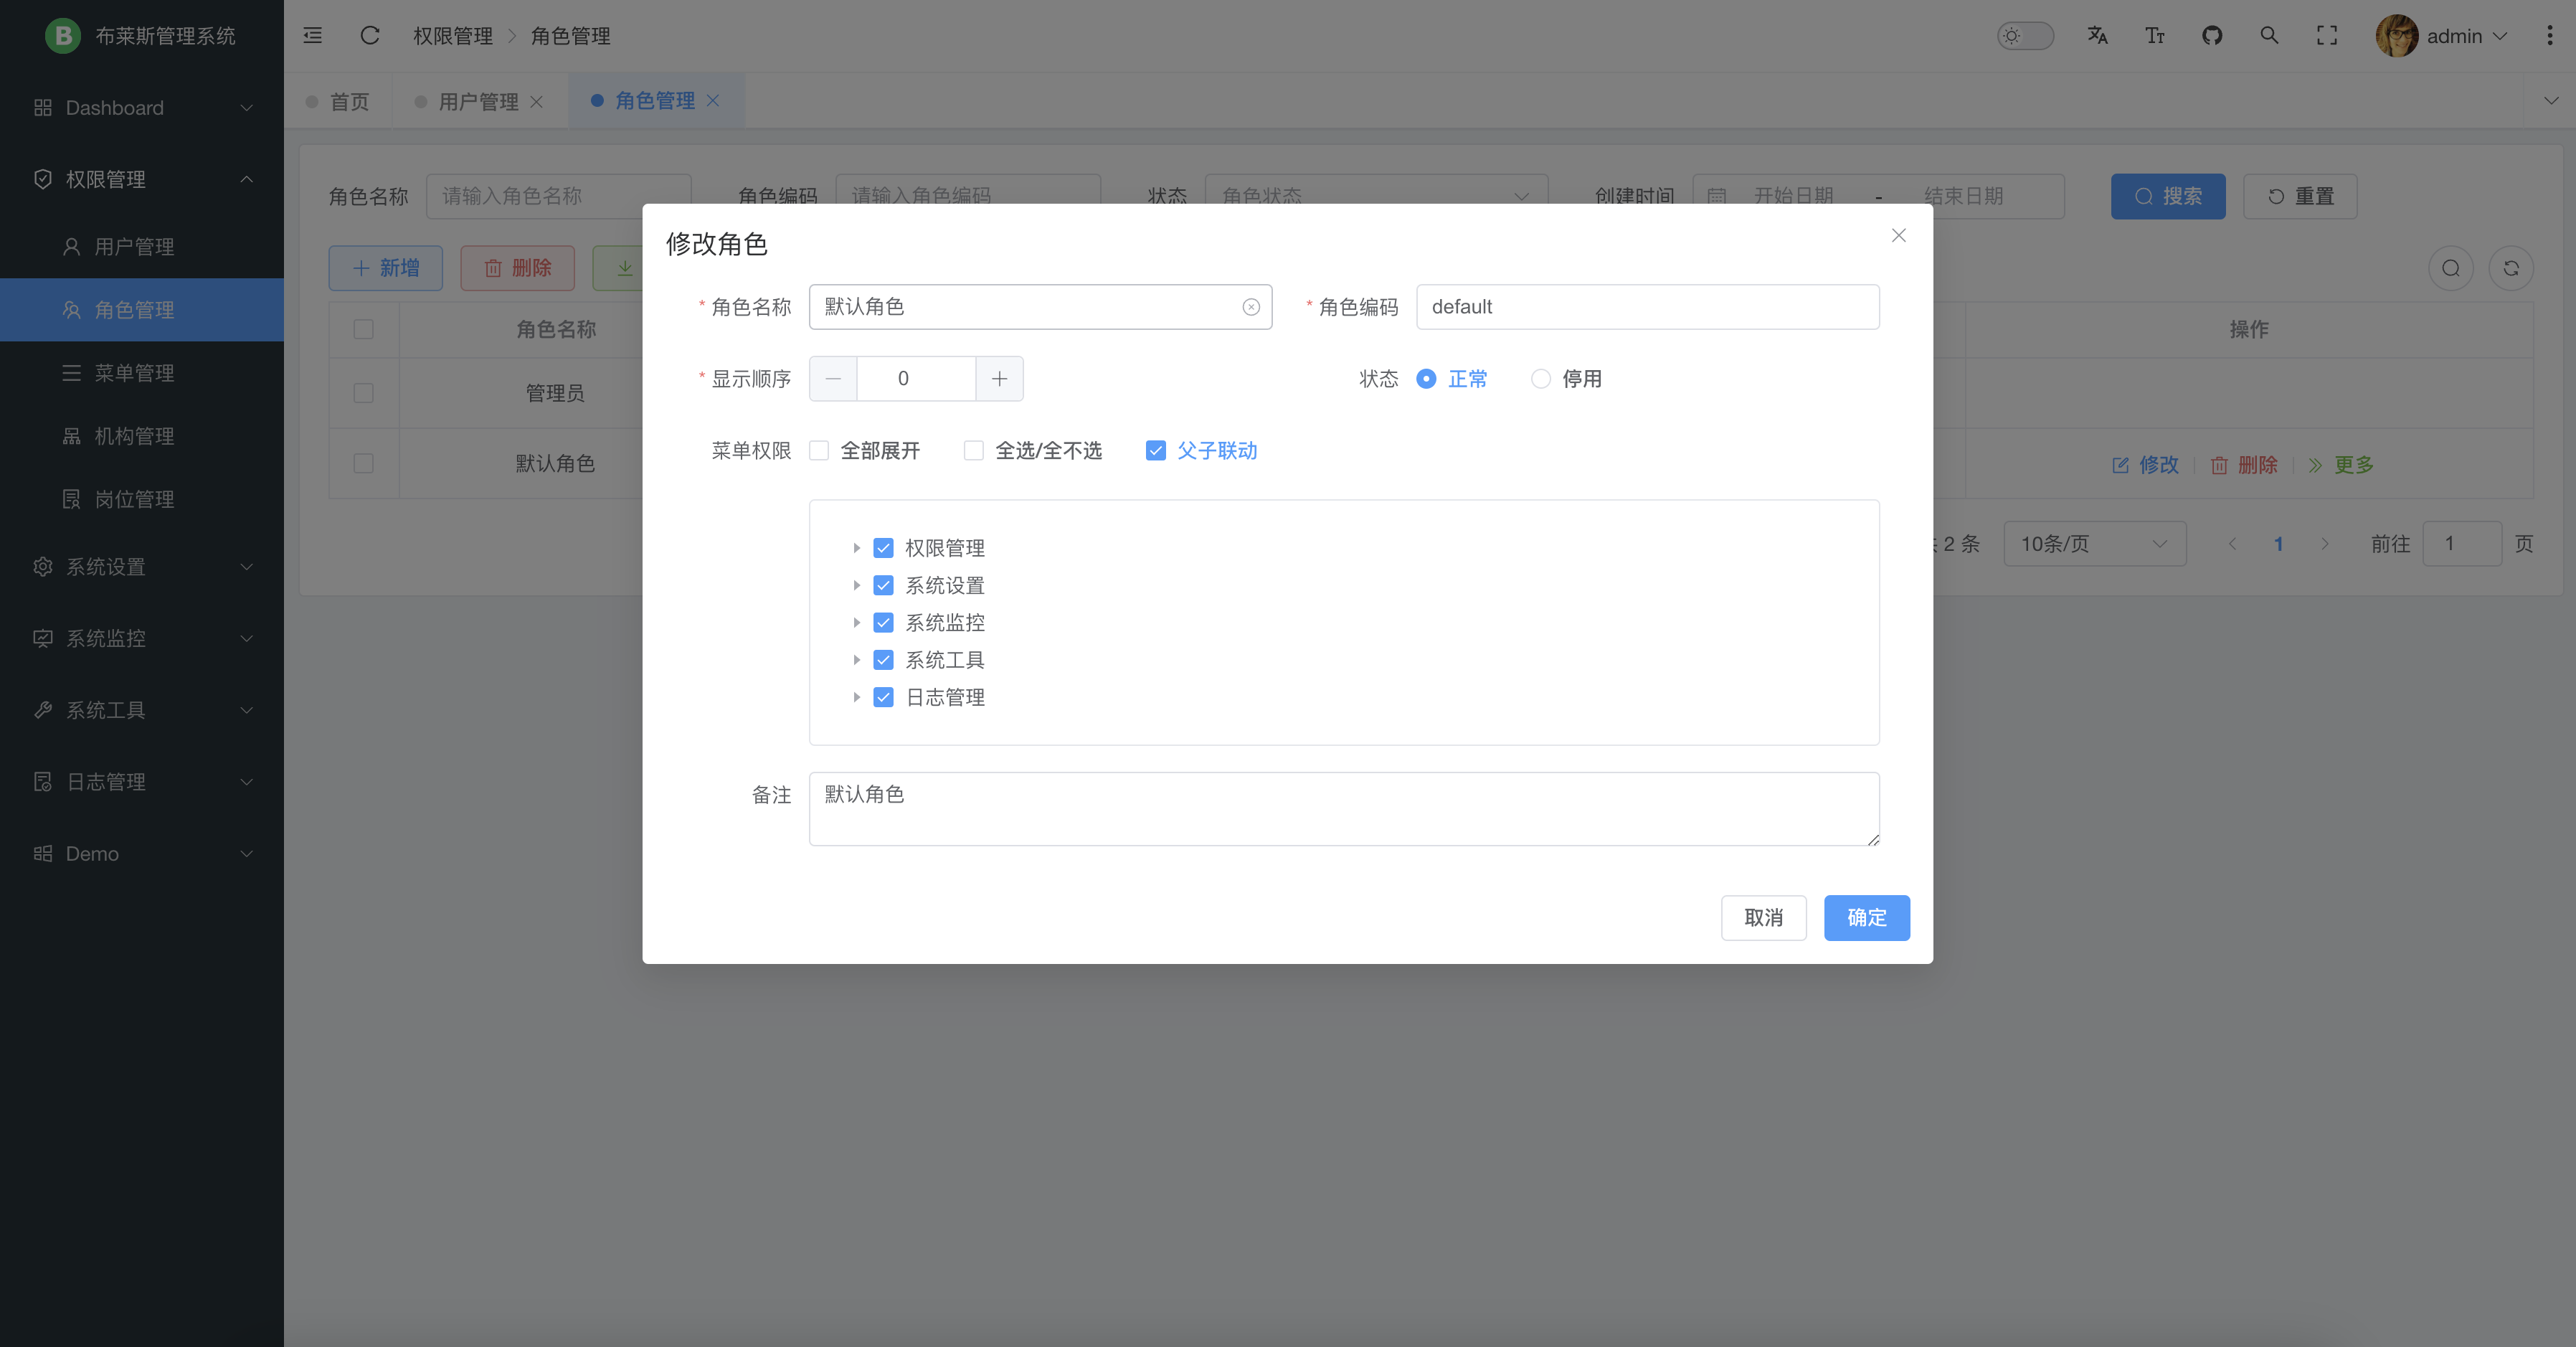 B 布莱斯管理系统
权限管理 > 角色管理
admin
Dashboard
权限管理
用户管理
角色管理
菜单管理
机构管理
岗位管理
系统设置
系统监控
系统工具
日志管理
Demo
首页
用户管理
角色管理
角色名称 请输入角色名称 角色编码 请输入角色编码 状态 角色状态 创建时间 开始日期 - 结束日期 搜索 重置
新增 删除
角色名称 操作
管理员
默认角色 修改 删除 更多
2 条 10条/页 1 前往 1 页
修改角色
* 角色名称 默认角色 * 角色编码 default
* 显示顺序 0 状态 正常 停用
菜单权限 全部展开 全选/全不选 父子联动
权限管理
系统设置
系统监控
系统工具
日志管理
备注 默认角色
取消 确定